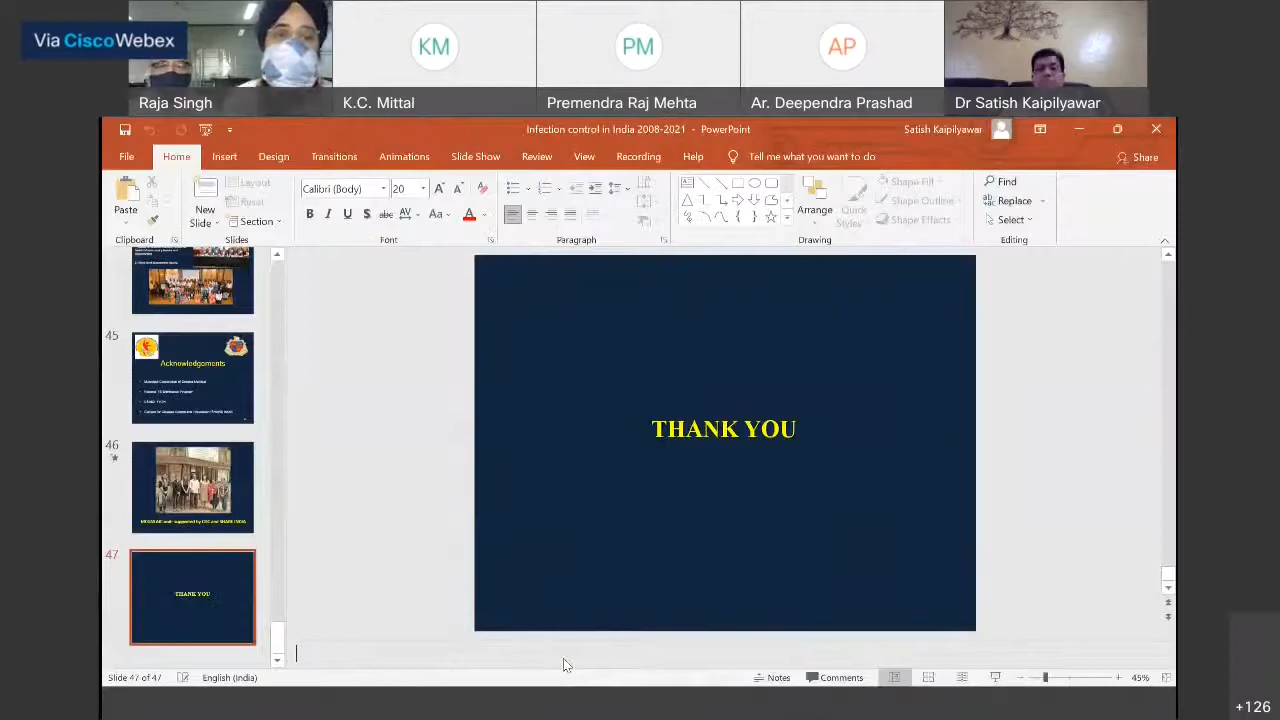 Via CiscoWebex
KM
PM
AP
Raja Singh
K.C. Mittal
Premendra Raj Mehta
Ar. Deependra Prashad
Dr Satish Kaipilyawar
Infection control in India 2008-2021 - PowerPoint
Satish Kaipilyawar
File
Home
Insert
Design
Transitions
Animations
Slide Show
Review
View
Recording
Help
Tell me what you want to do
Share
Paste
New
Slide
Layout
Reset
Section
Calibri (Body)
20
Arrange
Quick
Styles
Shape Fill
Shape Outline
Shape Effects
Find
Replace
Select
Clipboard
Slides
Font
Paragraph
Drawing
Editing
45
Acknowledgements
46
47
THANK YOU
THANK YOU
Slide 47 of 47
English (India)
Notes
Comments
45%
+126